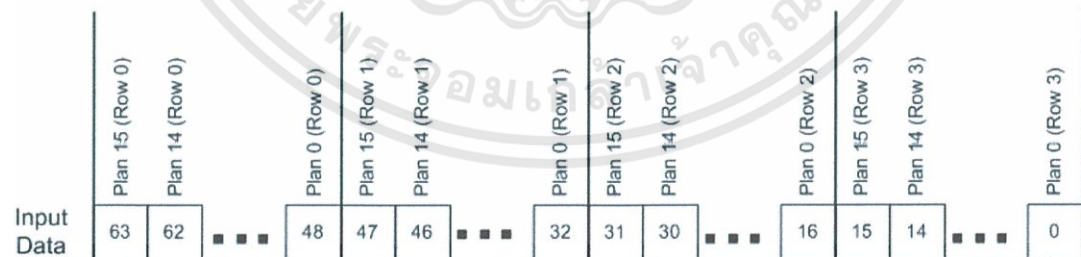 Plan 15 (Row 0)
Plan 14 (Row 0)
Plan 0 (Row 0)
Plan 15 (Row 1)
Plan 14 (Row 1)
Plan 0 (Row 1)
Plan 15 (Row 2)
Plan 14 (Row 2)
Plan 0 (Row 2)
Plan 15 (Row 3)
Plan 14 (Row 3)
Plan 0 (Row 3)
Input
Data
63 62 48 47 46 32 31 30 16 15 14 0